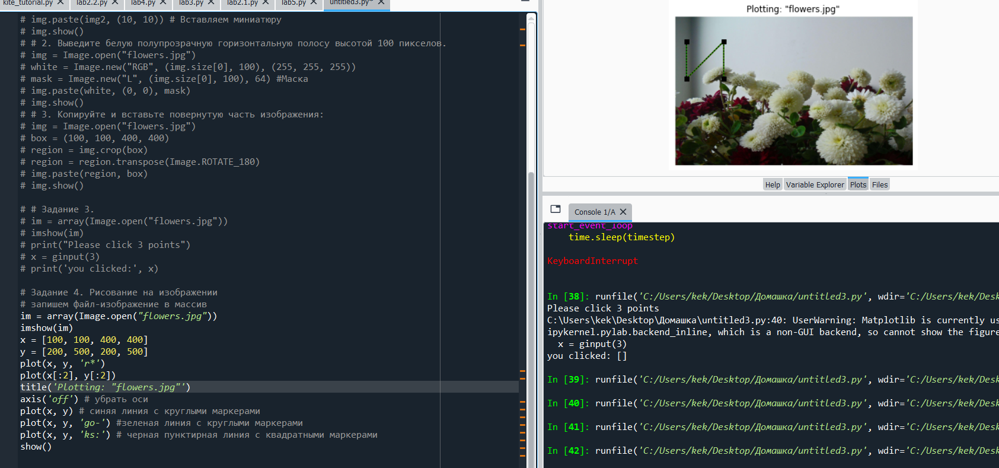 kite_tutorial.py lab2.2.py lab4.py lab3.py lab2.1.py lab5.py untitled3.py*
# img.paste(img2, (10, 10)) # Вставляем миниатюру
# img.show()
# # 2. Выведите белую полупрозрачную горизонтальную полосу высотой 100 пикселов.
# img = Image.open("flowers.jpg")
# white = Image.new("RGB", (img.size[0], 100), (255, 255, 255))
# mask = Image.new("L", (img.size[0], 100), 64) #Маска
# img.paste(white, (0, 0), mask)
# img.show()
# # 3. Копируйте и вставьте повернутую часть изображения:
# img = Image.open("flowers.jpg")
# box = (100, 100, 400, 400)
# region = img.crop(box)
# region = region.transpose(Image.ROTATE_180)
# img.paste(region, box)
# img.show()
# # Задание 3.
# im = array(Image.open("flowers.jpg"))
# imshow(im)
# print("Please click 3 points")
# x = ginput(3)
# print('you clicked:', x)
# Задание 4. Рисование на изображении
# запишем файл-изображение в массив
im = array(Image.open("flowers.jpg"))
imshow(im)
x = [100, 100, 400, 400]
y = [200, 500, 200, 500]
plot(x, y, 'r*')
plot(x[:2], y[:2])
title('Plotting: "flowers.jpg"')
axis('off') # убрать оси
plot(x, y) # синяя линия с круглыми маркерами
plot(x, y, 'go-') #зеленая линия с круглыми маркерами
plot(x, y, 'ks:') # черная пунктирная линия с квадратными маркерами
show()
Plotting: "flowers.jpg"
Help Variable Explorer Plots Files
Console 1/A
start_event_loop
time.sleep(timestep)
KeyboardInterrupt
In [38]: runfile('C:/Users/kek/Desktop/Домашка/untitled3.py', wdir='C:/Users/kek/Desk
Please click 3 points
C:\Users\kek\Desktop\Домашка\untitled3.py:40: UserWarning: Matplotlib is currently us
ipykernel.pylab.backend_inline, which is a non-GUI backend, so cannot show the figure
x = ginput(3)
you clicked: []
In [39]: runfile('C:/Users/kek/Desktop/Домашка/untitled3.py', wdir='C:/Users/kek/Desk
In [40]: runfile('C:/Users/kek/Desktop/Домашка/untitled3.py', wdir='C:/Users/kek/Desk
In [41]: runfile('C:/Users/kek/Desktop/Домашка/untitled3.py', wdir='C:/Users/kek/Desk
In [42]: runfile('C:/Users/kek/Desktop/Домашка/untitled3.py', wdir='C:/Users/kek/Desk